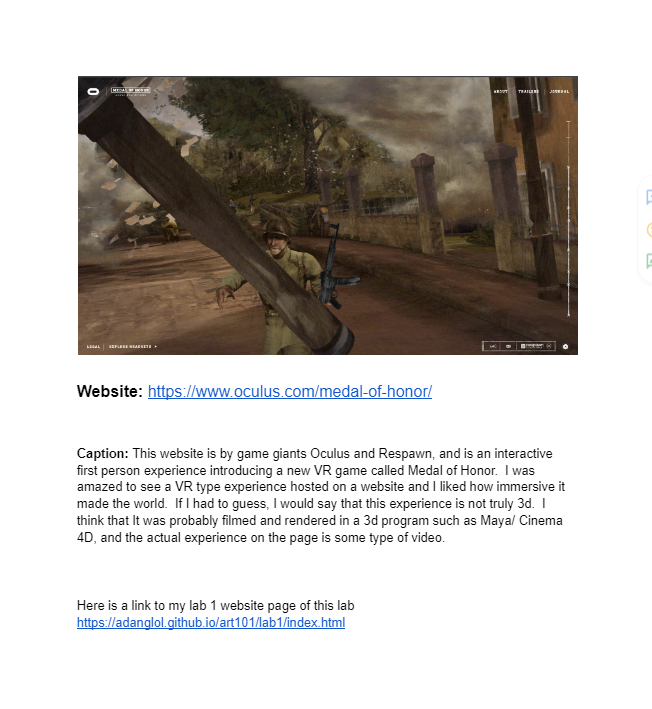 MEDAL OF HONOR
ABOUT
TRAILERS
JOURNAL
LEGAL
EXPLORE HEADSETS
Website: https://www.oculus.com/medal-of-honor/
Caption: This website is by game giants Oculus and Respawn, and is an interactive
first person experience introducing a new VR game called Medal of Honor.  I was
amazed to see a VR type experience hosted on a website and I liked how immersive it
made the world.  If I had to guess, I would say that this experience is not truly 3d.  I
think that It was probably filmed and rendered in a 3d program such as Maya/ Cinema
4D, and the actual experience on the page is some type of video.
Here is a link to my lab 1 website page of this lab
https://adanglol.github.io/art101/lab1/index.html